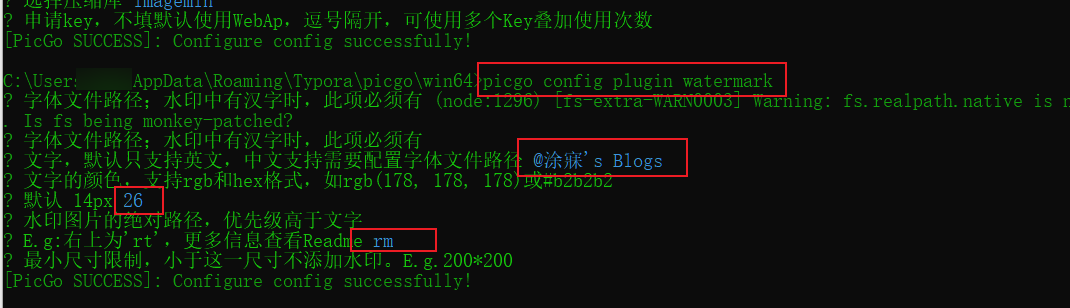 ? 选择压缩库 imagemin
? 申请key，不填默认使用WebAp，逗号隔开，可使用多个Key叠加使用次数
[PicGo SUCCESS]: Configure config successfully!
C:\Users AppData\Roaming\Typora\picgo\win64>picgo config plugin watermark
? 字体文件路径；水印中有汉字时，此项必须有 (node:1296) [fs-extra-WARN0003] Warning: fs.realpath.native is
. Is fs being monkey-patched?
? 字体文件路径；水印中有汉字时，此项必须有
? 文字，默认只支持英文，中文支持需要配置字体文件路径 @涂寐's Blogs
? 文字的颜色，支持rgb和hex格式，如rgb(178, 178, 178)或#b2b2b2
? 默认 14px 26
? 水印图片的绝对路径，优先级高于文字
? E.g:右上为'rt'，更多信息查看Readme rm
? 最小尺寸限制，小于这一尺寸不添加水印。E.g.200*200
[PicGo SUCCESS]: Configure config successfully!